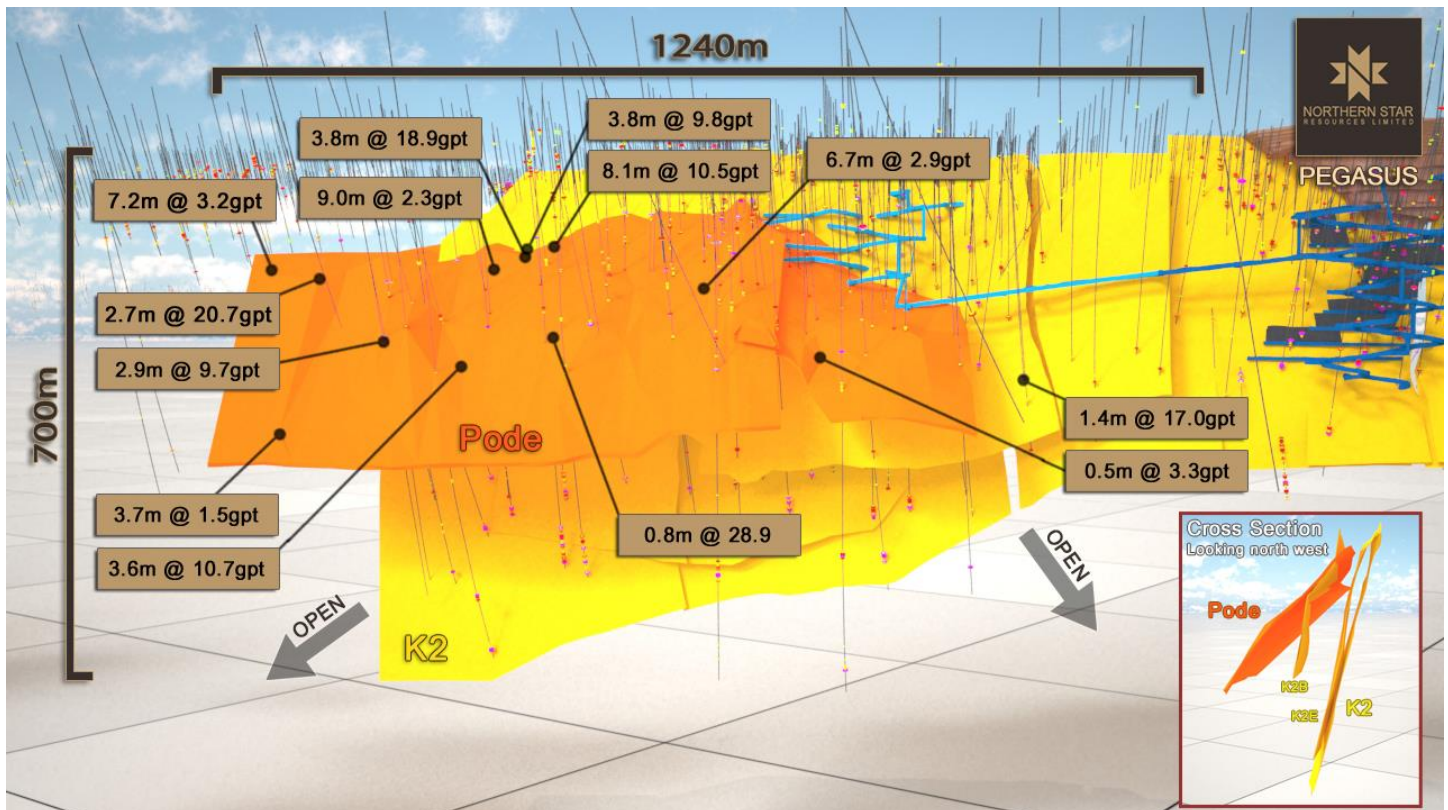 1240m
NORTHERN STAR
RESOURCES LIMITED
PEGASUS
3.8m @ 18.9gpt
3.8m @ 9.8gpt
9.0m @ 2.3gpt
8.1m @ 10.5gpt
6.7m @ 2.9gpt
7.2m @ 3.2gpt
2.7m @ 20.7gpt
2.9m @ 9.7gpt
700m
Pode
1.4m @ 17.0gpt
0.5m @ 3.3gpt
3.7m @ 1.5gpt
3.6m @ 10.7gpt
0.8m @ 28.9
OPEN
OPEN
K2
Cross Section
Looking north west
Pode
K2B
K2E
K2